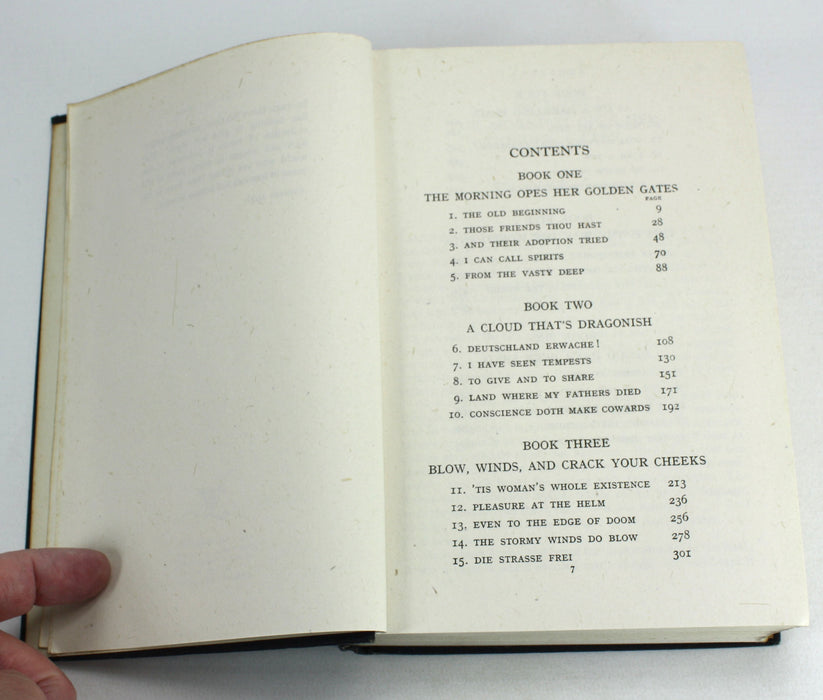 CONTENTS
BOOK ONE
THE MORNING OPES HER GOLDEN GATES
PAGE
1. THE OLD BEGINNING 9
2. THOSE FRIENDS THOU HAST 28
3. AND THEIR ADOPTION TRIED 48
4. I CAN CALL SPIRITS 70
5. FROM THE VASTY DEEP 88
BOOK TWO
A CLOUD THAT'S DRAGONISH
6. DEUTSCHLAND ERWACHE! 108
7. I HAVE SEEN TEMPESTS 130
8. TO GIVE AND TO SHARE 151
9. LAND WHERE MY FATHERS DIED 171
10. CONSCIENCE DOTH MAKE COWARDS 192
BOOK THREE
BLOW, WINDS, AND CRACK YOUR CHEEKS
11. 'TIS WOMAN'S WHOLE EXISTENCE 213
12. PLEASURE AT THE HELM 236
13. EVEN TO THE EDGE OF DOOM 256
14. THE STORMY WINDS DO BLOW 278
15. DIE STRASSE FREI 301
7